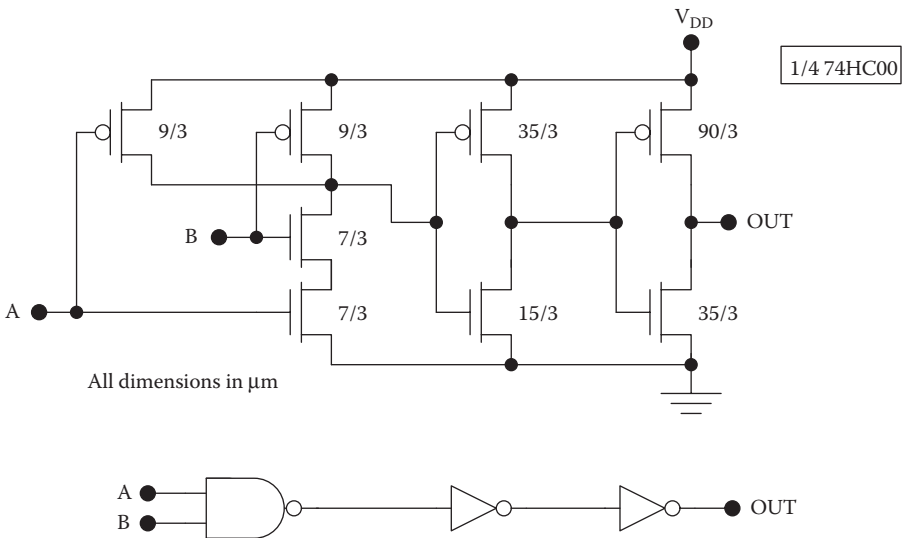 V_DD
1/4 74HC00
9/3
9/3
35/3
90/3
B
7/3
OUT
A
7/3
15/3
35/3
All dimensions in μm
A
B
OUT